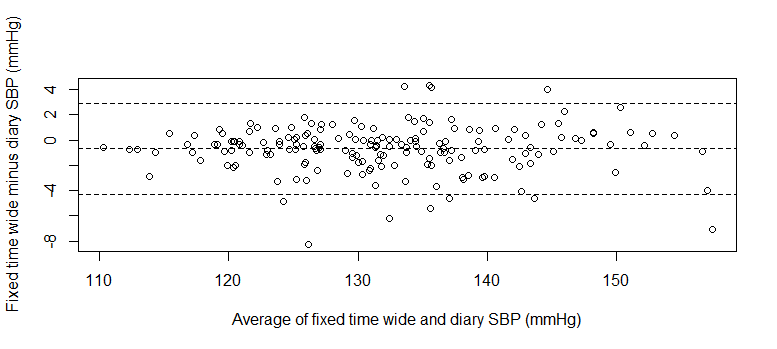 Fixed time wide minus diary SBP (mmHg)
4
2
0
-4
-8
110 120 130 140 150
Average of fixed time wide and diary SBP (mmHg)